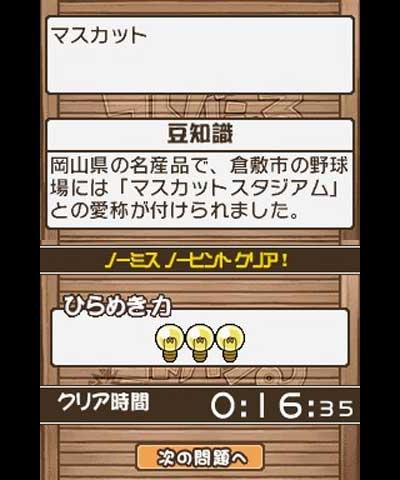 マスカット
豆知識
岡山県の名産品で、倉敷市の野球
場には「マスカットスタジアム」
との愛称が付けられました。
ノーミス ノーヒント クリア!
ひらめき力
クリア時間 0:16:35
次の問題へ